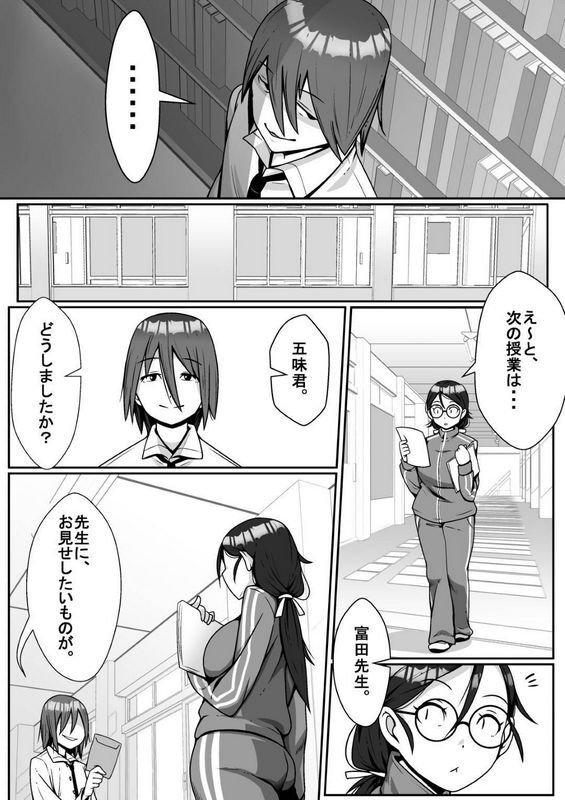 ・・・・・・
え～と、
次の授業は・・・
富田先生。
五味君。
どうしましたか？
先生に、
お見せしたいものが。